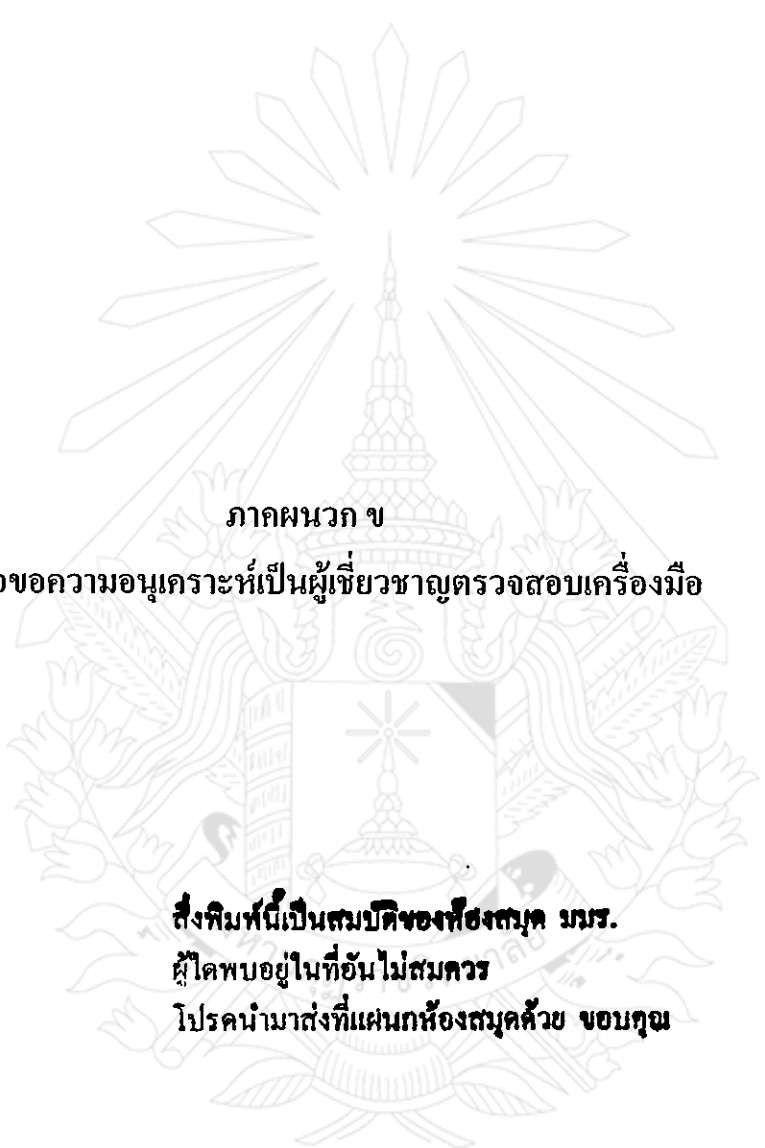 ภาคผนวก ข
อขอความอนุเคราะห์เป็นผู้เชี่ยวชาญตรวจสอบเครื่องมือ
สิ่งพิมพ์นี้เป็นสมบัติของห้องสมุด มมร.
ผู้ใดพบอยู่ในที่อันไม่สมควร
โปรดนำมาส่งที่แผนกห้องสมุดด้วย ขอบคุณ